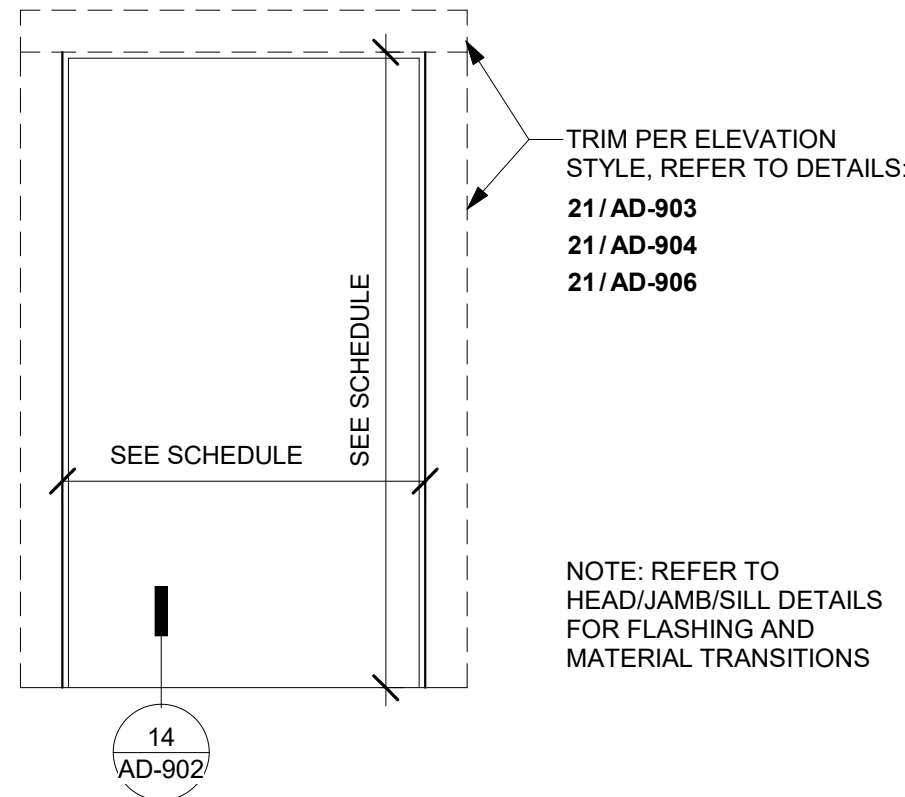 TRIM PER ELEVATION
STYLE, REFER TO DETAILS:
21/AD-903
21/AD-904
21/AD-906
SEE SCHEDULE
SEE SCHEDULE
NOTE: REFER TO
HEAD/JAMB/SILL DETAILS
FOR FLASHING AND
MATERIAL TRANSITIONS
14
AD-902